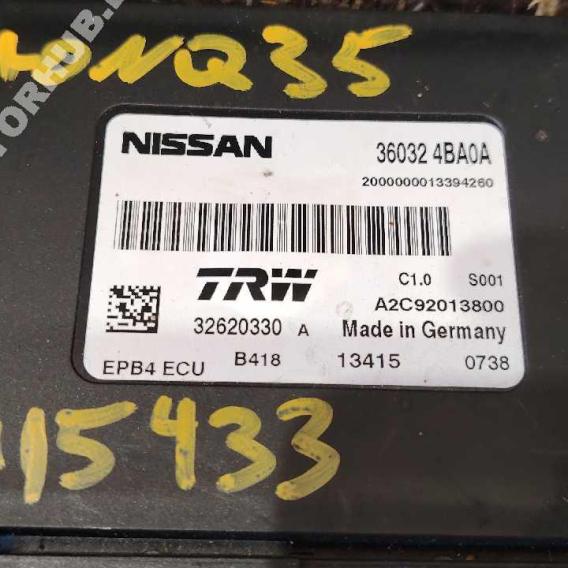 NQ35
NISSAN 36032 4BA0A
2000000013394260
TRW C1.0 S001
A2C92013800
32620330 A Made in Germany
EPB4 ECU B418 13415 0738
15433